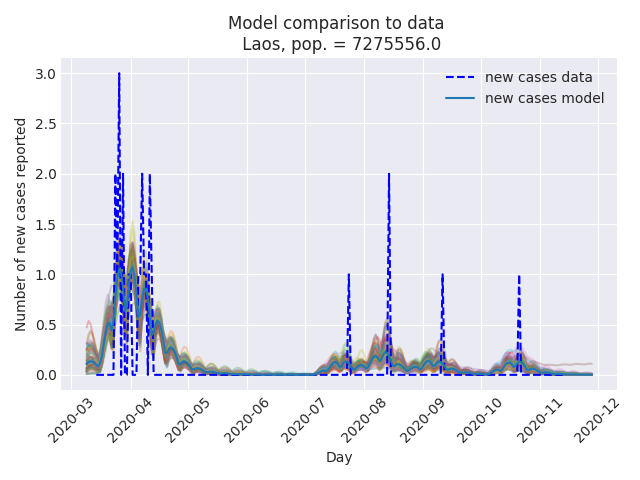 Model comparison to data
Laos, pop. = 7275556.0
new cases data
new cases model
Number of new cases reported
3.0
2.5
2.0
1.5
1.0
0.5
0.0
2020-03
2020-04
2020-05
2020-06
2020-07
2020-08
2020-09
2020-10
2020-11
2020-12
Day